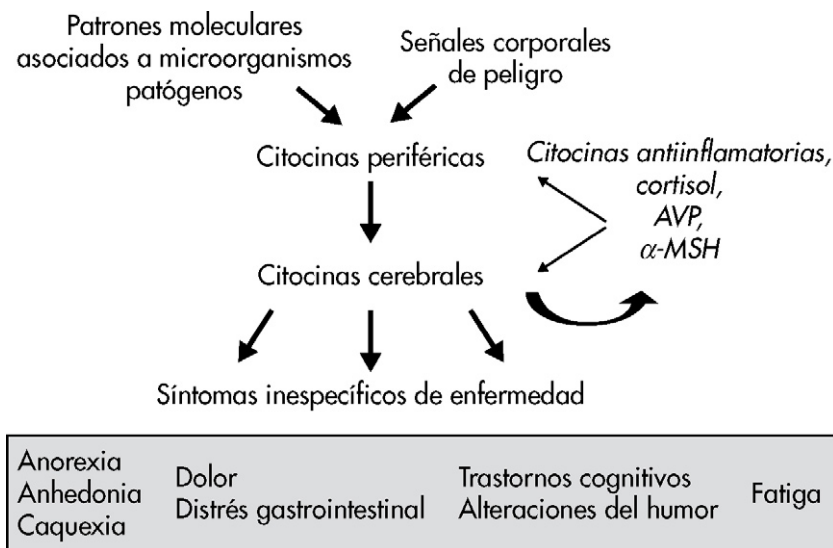 Patrones moleculares
asociados a microorganismos
patógenos
Señales corporales
de peligro
Citocinas periféricas
Citocinas antiinflamatorias,
cortisol,
AVP,
α-MSH
Citocinas cerebrales
Síntomas inespecíficos de enfermedad
Anorexia
Anhedonia
Caquexia
Dolor
Distrés gastrointestinal
Trastornos cognitivos
Alteraciones del humor
Fatiga